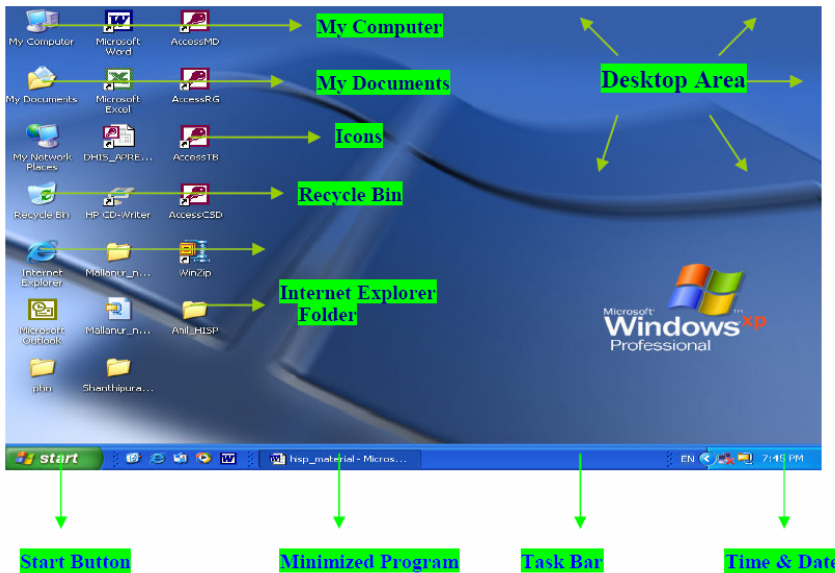 My Computer
Microsoft
Word
AccessMD
My Computer
My Documents
Microsoft
Excel
AccessRG
My Documents
Desktop Area
My Network
Places
DHIS_APRE...
AccessTB
Icons
Recycle Bin
HP CD-Writer
AccessCSD
Recycle Bin
Internet
Explorer
Mallanur_n...
WinZip
Internet Explorer
Folder
Microsoft
Outlook
Mallanur_n...
Anil_HISP
Microsoft
Windows xp
Professional
Shanthipura...
start
hisp_material - Micros...
EN
7:45 PM
Start Button
Minimized Program
Task Bar
Time & Date